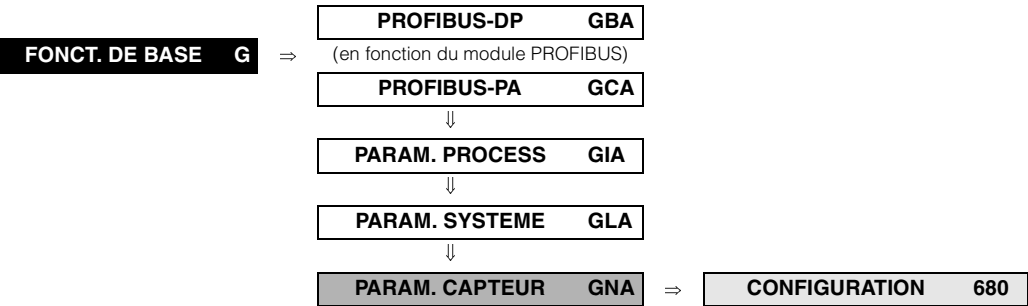 PROFIBUS-DP GBA
FONCT. DE BASE G ⇒ (en fonction du module PROFIBUS)
PROFIBUS-PA GCA
⇓
PARAM. PROCESS GIA
⇓
PARAM. SYSTEME GLA
⇓
PARAM. CAPTEUR GNA ⇒ CONFIGURATION 680